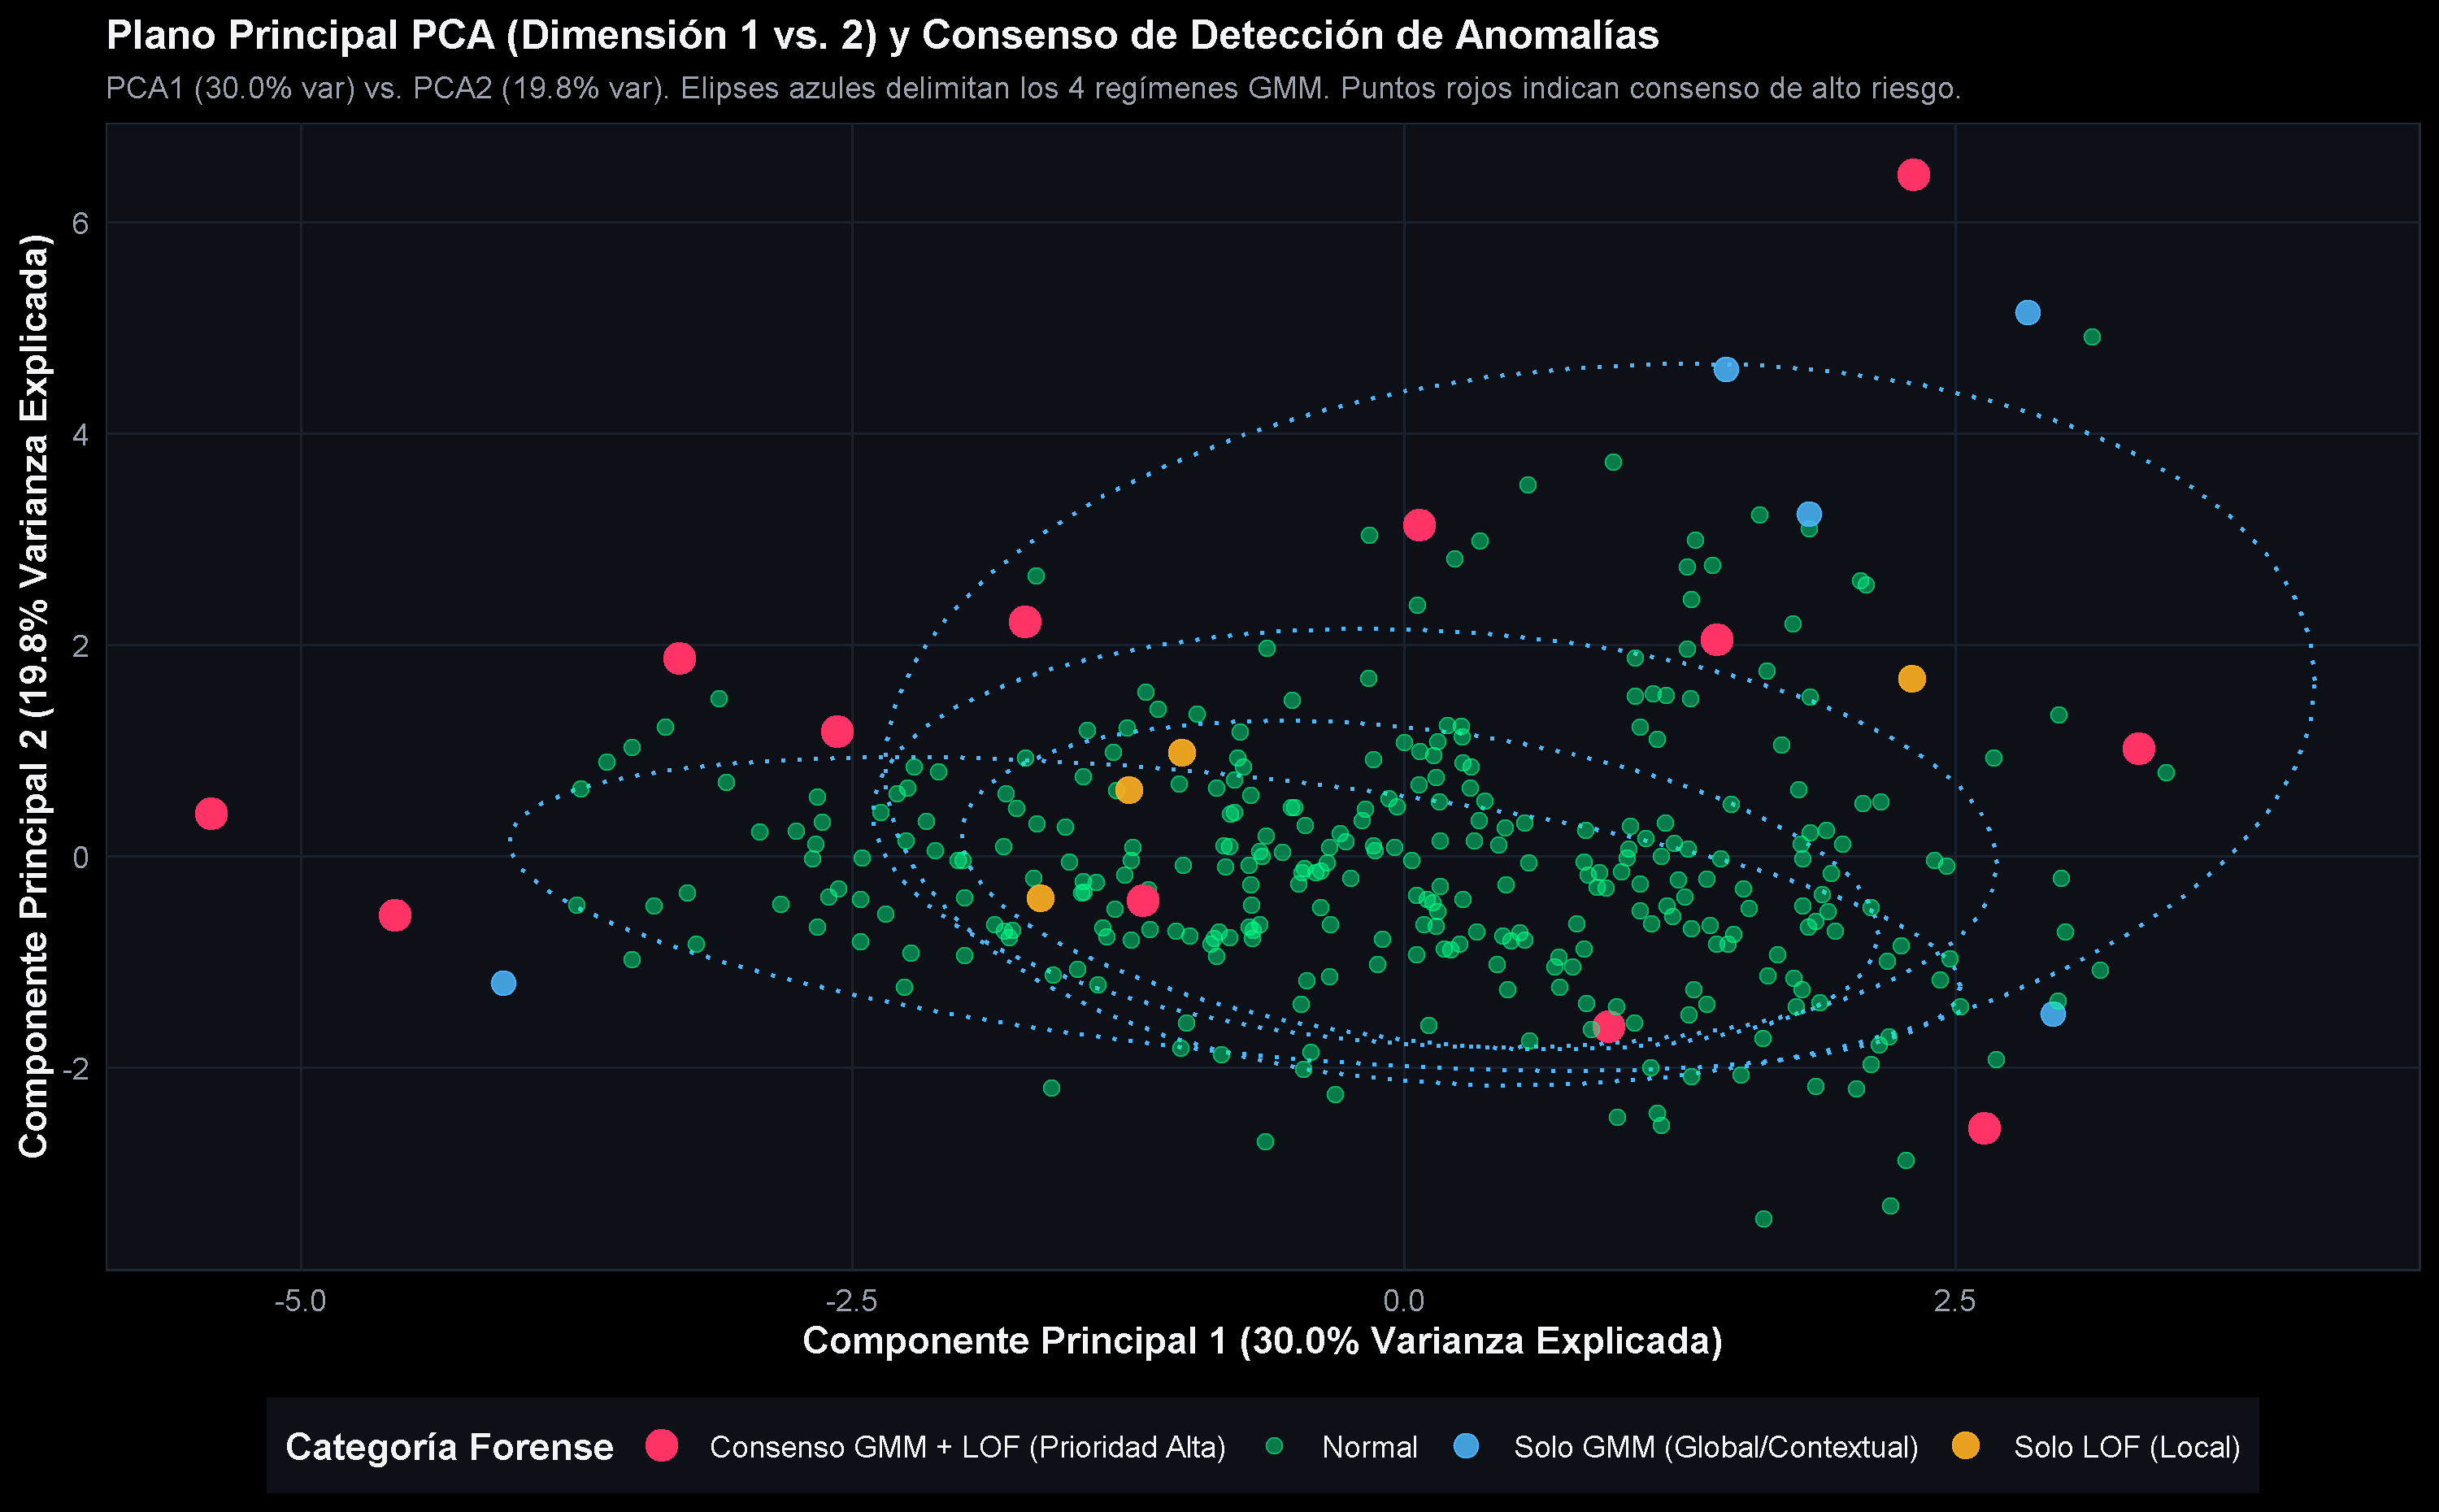 Plano Principal PCA (Dimensión 1 vs. 2) y Consenso de Detección de Anomalías
PCA1 (30.0% var) vs. PCA2 (19.8% var). Elipses azules delimitan los 4 regímenes GMM. Puntos rojos indican consenso de alto riesgo.
Componente Principal 2 (19.8% Varianza Explicada)
6
4
2
0
-2
-5.0
-2.5
0.0
2.5
Componente Principal 1 (30.0% Varianza Explicada)
Categoría Forense
Consenso GMM + LOF (Prioridad Alta)
Normal
Solo GMM (Global/Contextual)
Solo LOF (Local)